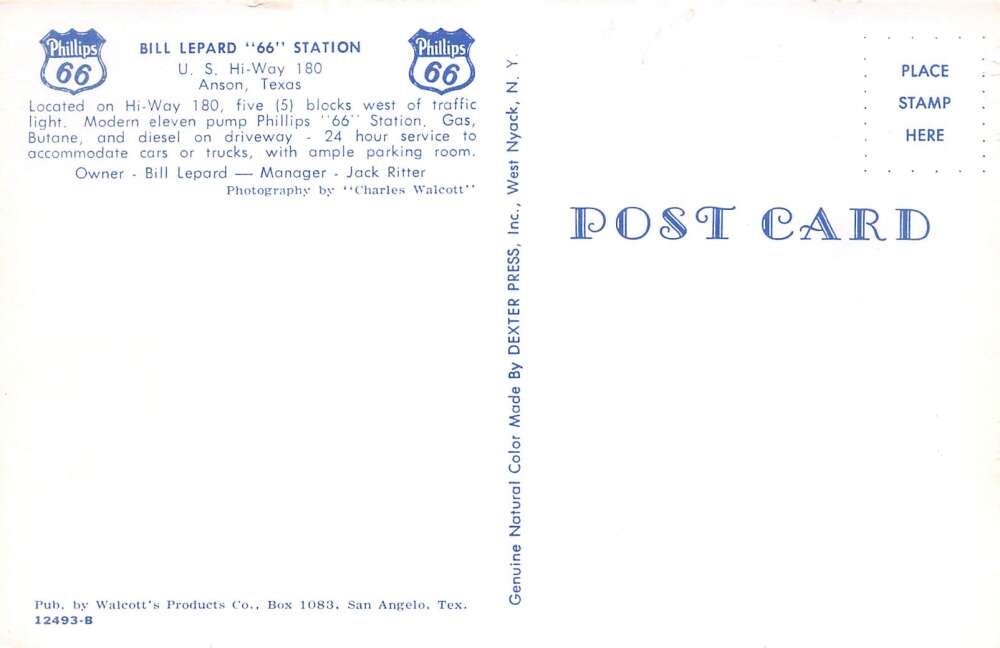 Phillips
66
BILL LEPARD "66" STATION
U. S. Hi-Way 180
Anson, Texas
Phillips
66
Located on Hi-Way 180, five (5) blocks west of traffic
light. Modern eleven pump Phillips "66" Station, Gas,
Butane, and diesel on driveway - 24 hour service to
accommodate cars or trucks, with ample parking room.
Owner - Bill Lepard — Manager - Jack Ritter
Photography by "Charles Walcott"
Pub. by Walcott's Products Co., Box 1083, San Angelo, Tex.
12493-B
Genuine Natural Color Made By DEXTER PRESS, Inc., West Nyack, N. Y.
PLACE
STAMP
HERE
POST CARD